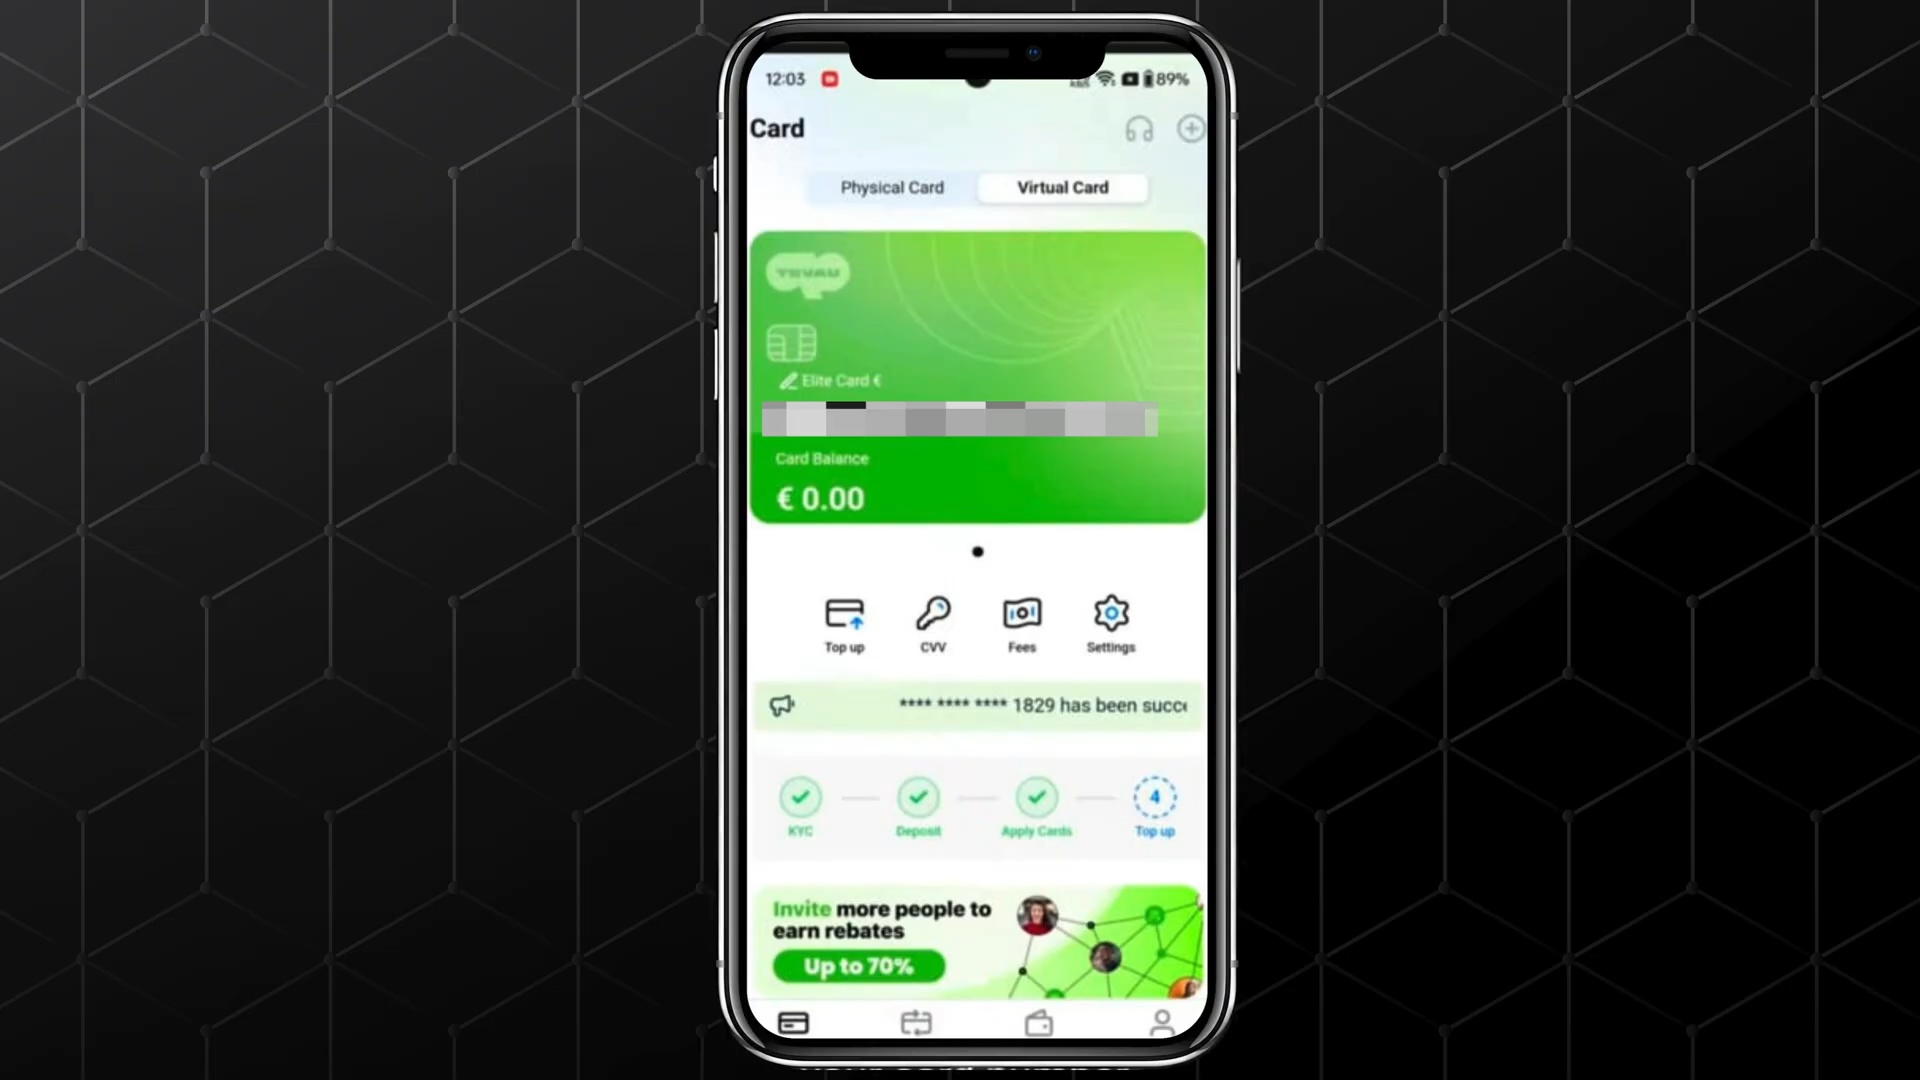 12:03
89%
Card
Physical Card
Virtual Card
TEVAU
Elite Card €
Card Balance
€ 0.00
Top up
CVV
Fees
Settings
**** **** **** 1829 has been succe
KYC
Deposit
Apply Cards
4
Top up
Invite more people to
earn rebates
Up to 70%